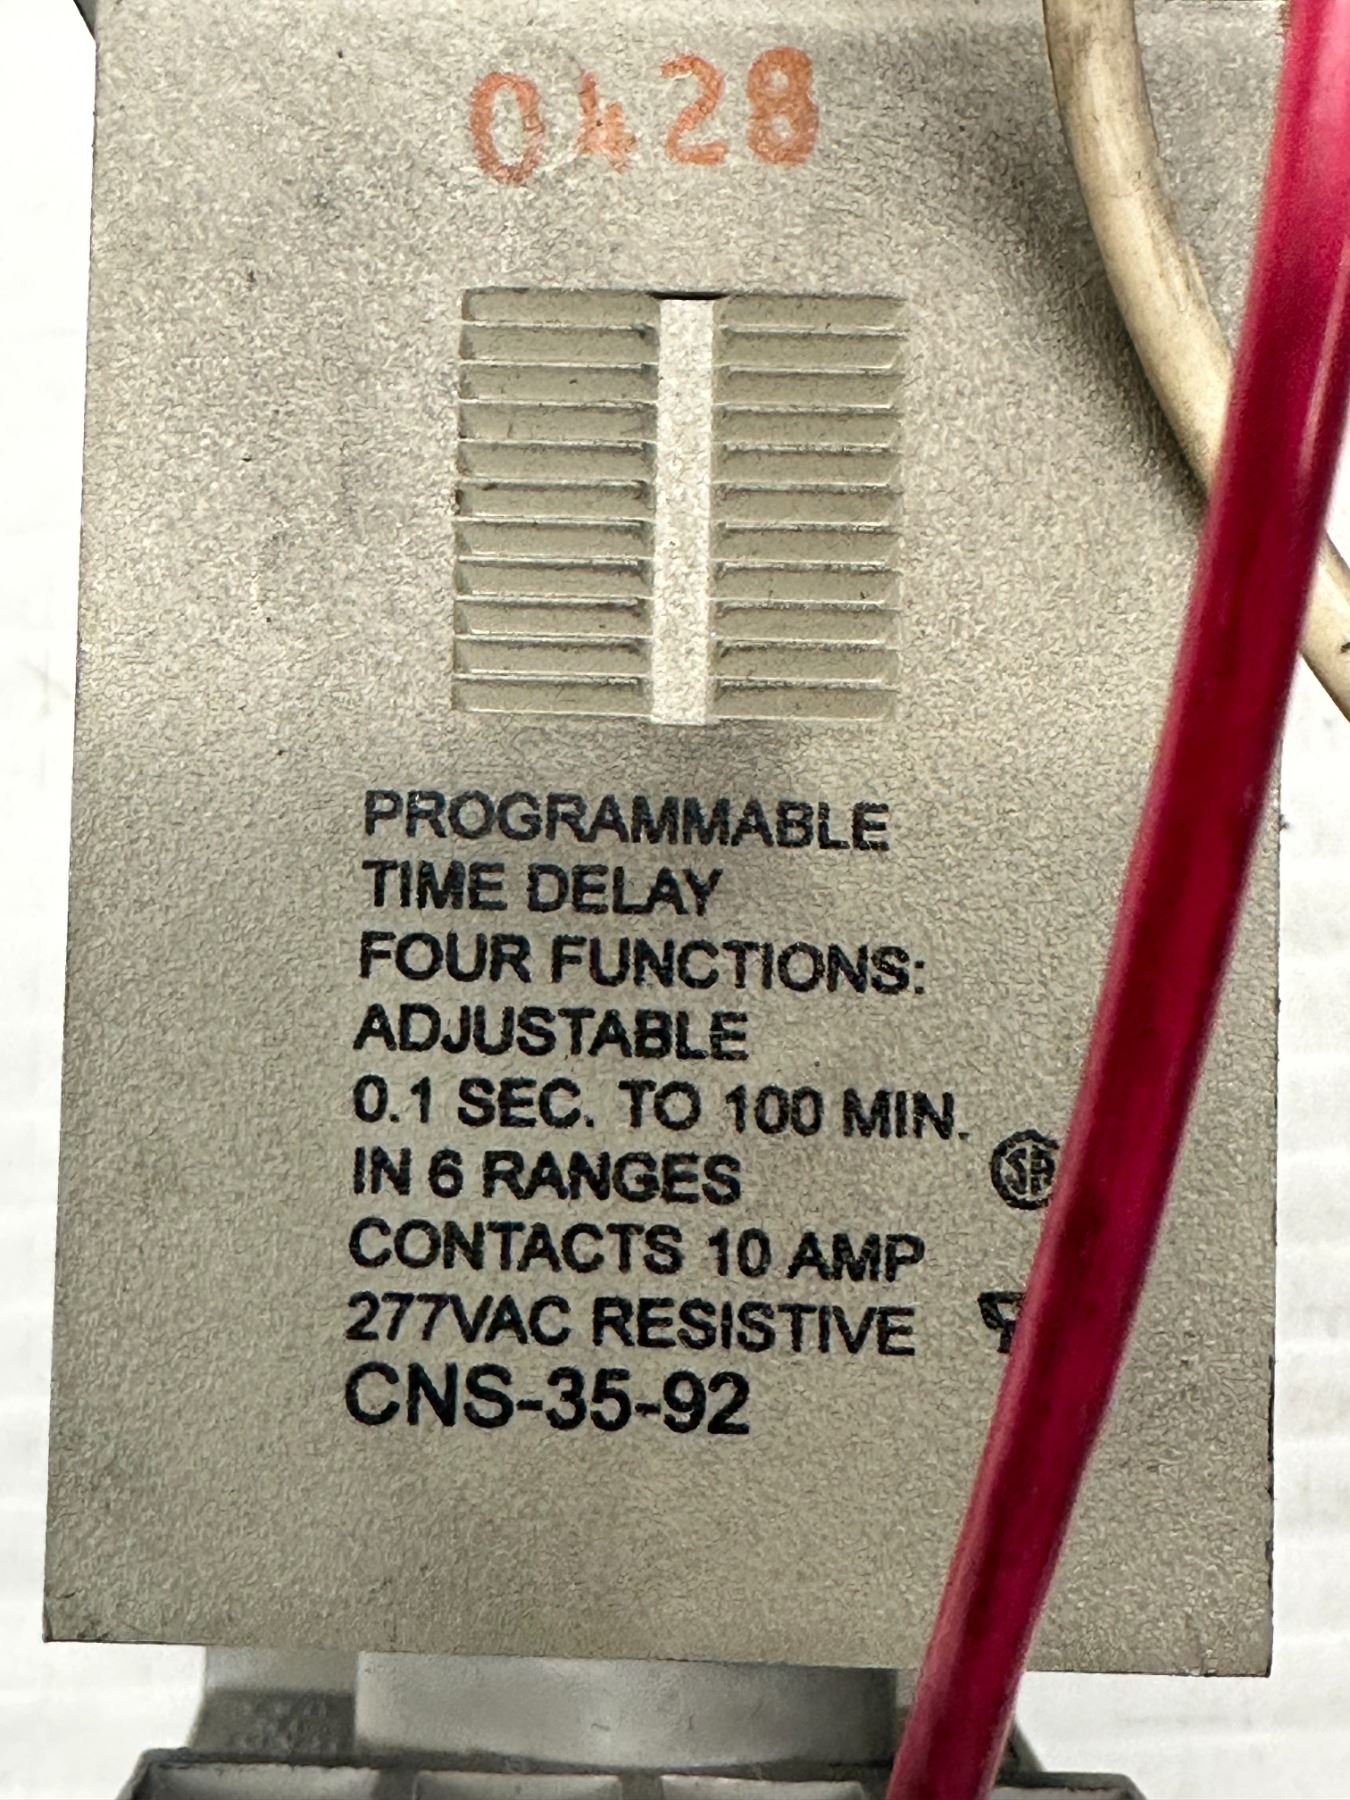 0428
PROGRAMMABLE
TIME DELAY
FOUR FUNCTIONS:
ADJUSTABLE
0.1 SEC. TO 100 MIN.
IN 6 RANGES
CONTACTS 10 AMP
277VAC RESISTIVE
CNS-35-92